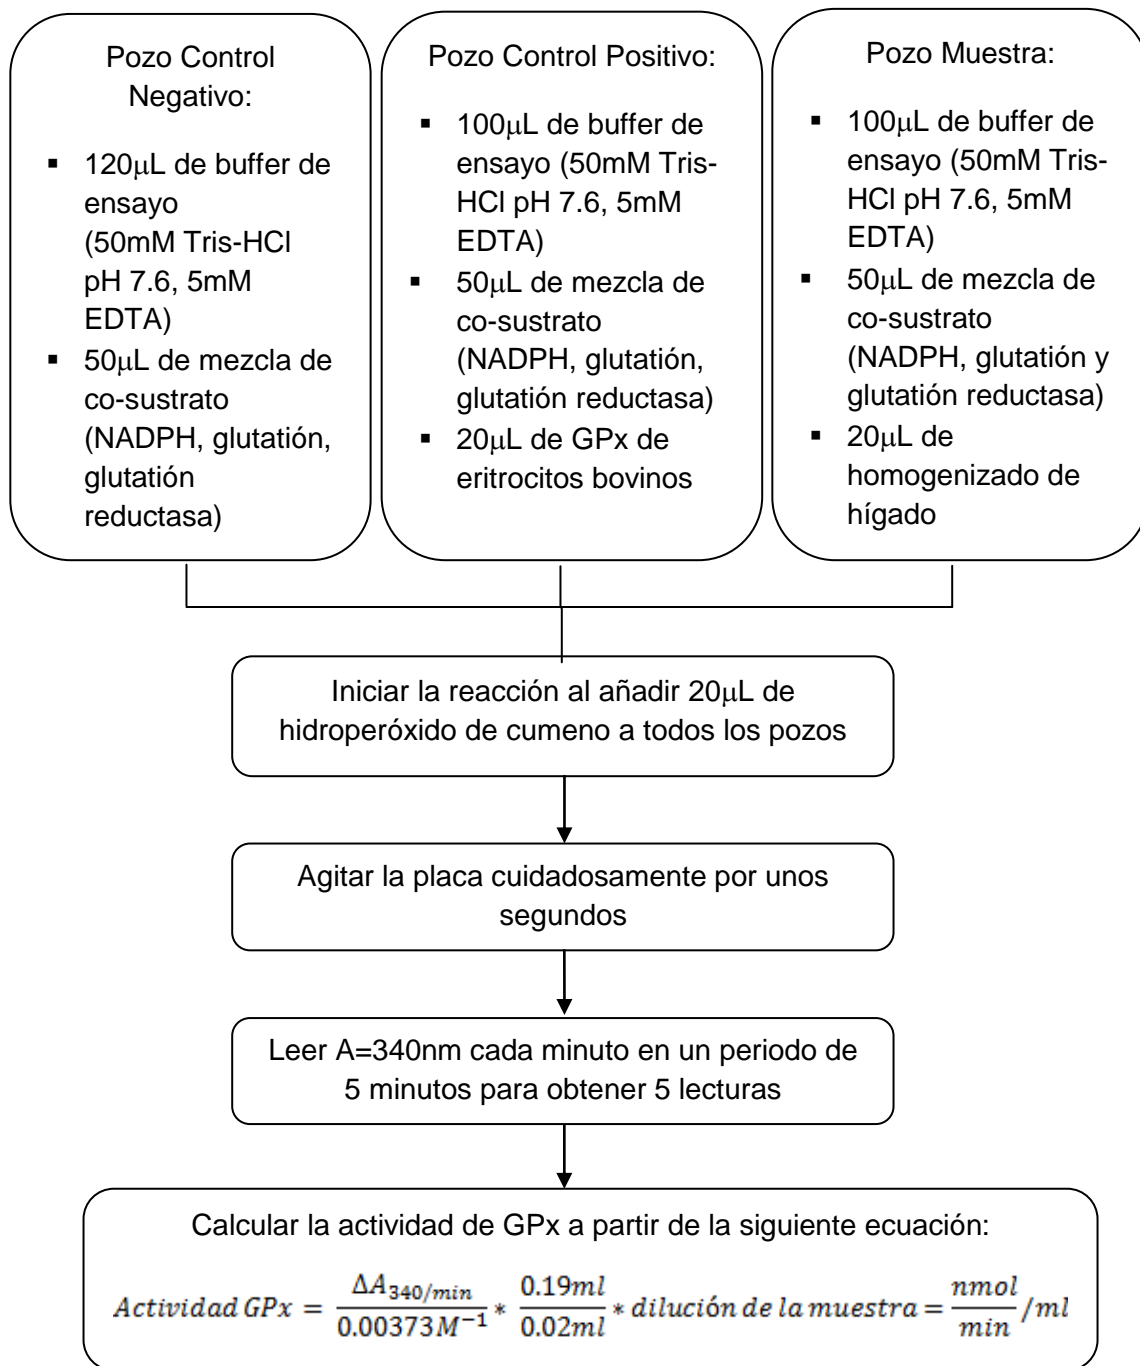 Pozo Control
Negativo:
▪ 120μL de buffer de
ensayo
(50mM Tris-HCl
pH 7.6, 5mM
EDTA)
▪ 50μL de mezcla de
co-sustrato
(NADPH, glutatión,
glutatión
reductasa)
Pozo Control Positivo:
▪ 100μL de buffer de
ensayo (50mM Tris-
HCl pH 7.6, 5mM
EDTA)
▪ 50μL de mezcla de
co-sustrato
(NADPH, glutatión,
glutatión reductasa)
▪ 20μL de GPx de
eritrocitos bovinos
Pozo Muestra:
▪ 100μL de buffer de
ensayo (50mM Tris-
HCl pH 7.6, 5mM
EDTA)
▪ 50μL de mezcla de
co-sustrato
(NADPH, glutatión y
glutatión reductasa)
▪ 20μL de
homogenizado de
hígado
Iniciar la reacción al añadir 20μL de
hidroperóxido de cumeno a todos los pozos
Agitar la placa cuidadosamente por unos
segundos
Leer A=340nm cada minuto en un periodo de
5 minutos para obtener 5 lecturas
Calcular la actividad de GPx a partir de la siguiente ecuación:
Actividad GPx = ΔA₃₄₀/min / 0.00373M⁻¹ * 0.19ml / 0.02ml * dilución de la muestra = nmol / min /ml